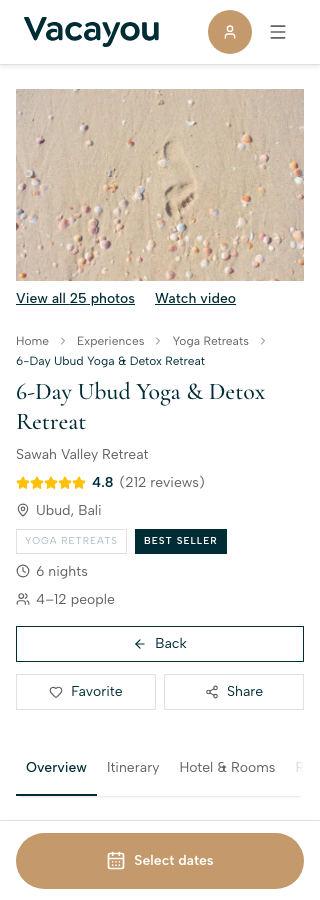 Vacayou
View all 25 photos Watch video
Home > Experiences > Yoga Retreats >
6-Day Ubud Yoga & Detox Retreat
6-Day Ubud Yoga & Detox
Retreat
Sawah Valley Retreat
4.8 (212 reviews)
Ubud, Bali
YOGA RETREATS BEST SELLER
6 nights
4–12 people
Back
Favorite Share
Overview Itinerary Hotel & Rooms
Select dates